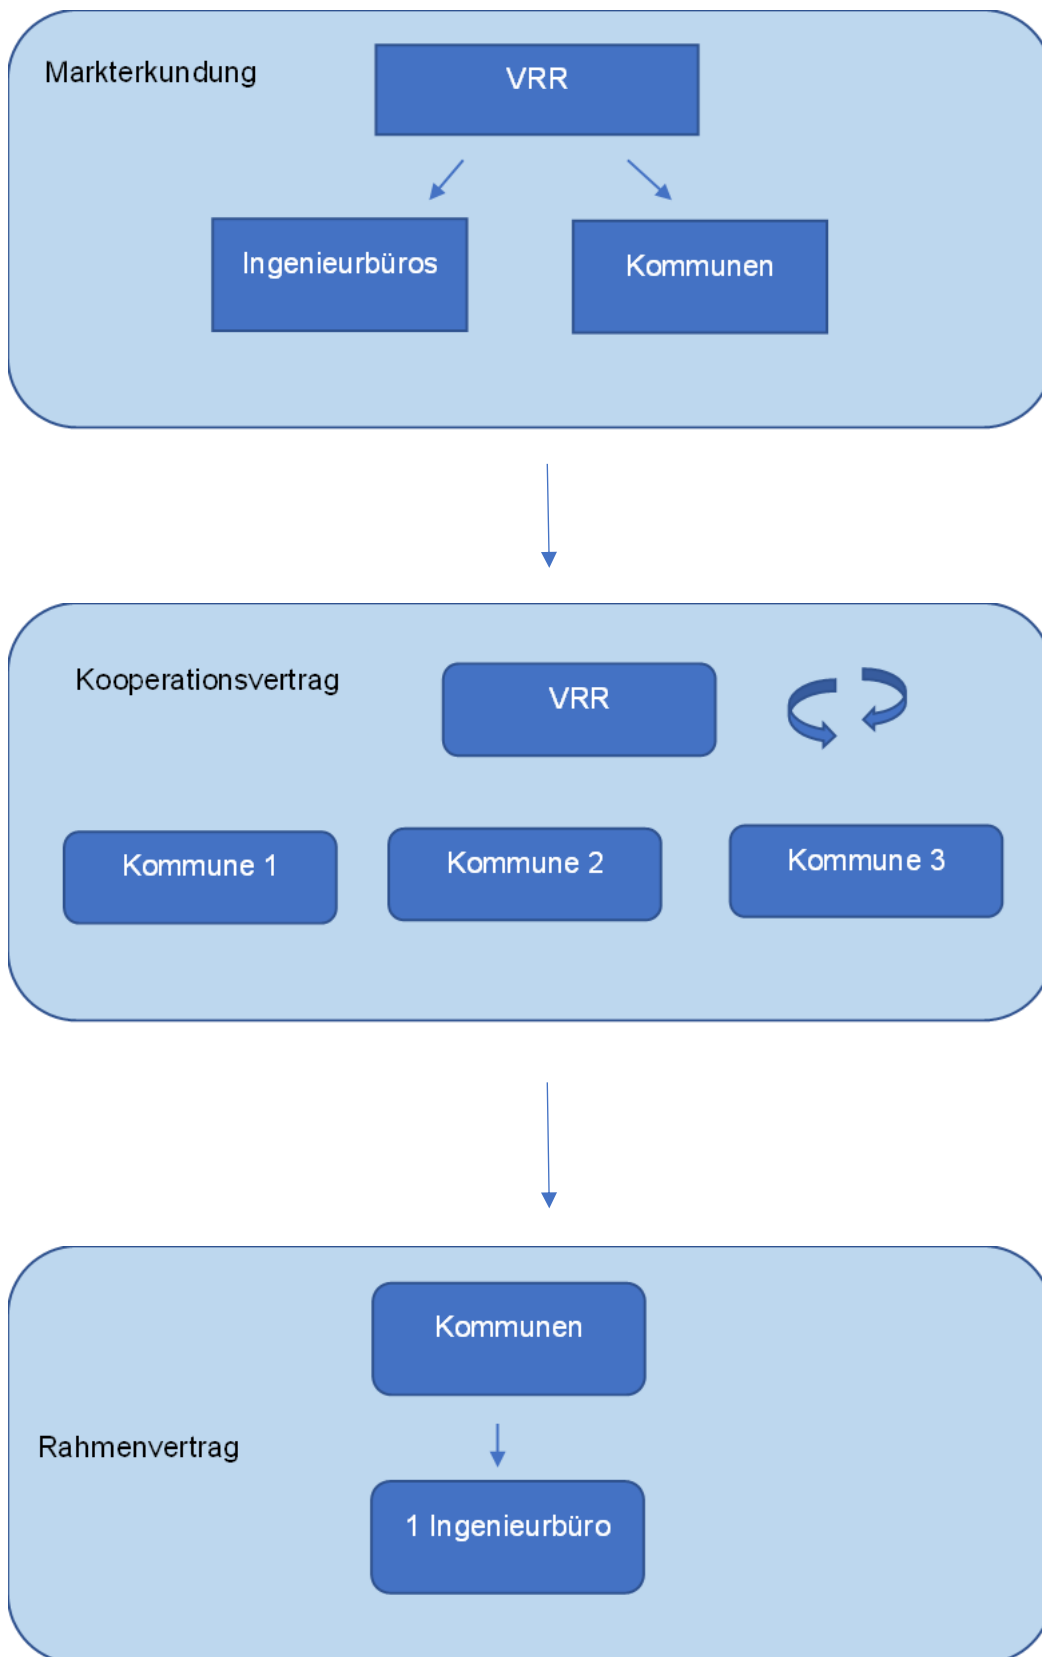 Markterkundung
VRR
Ingenieurbüros
Kommunen
Kooperationsvertrag
VRR
Kommune 1
Kommune 2
Kommune 3
Kommunen
Rahmenvertrag
1 Ingenieurbüro